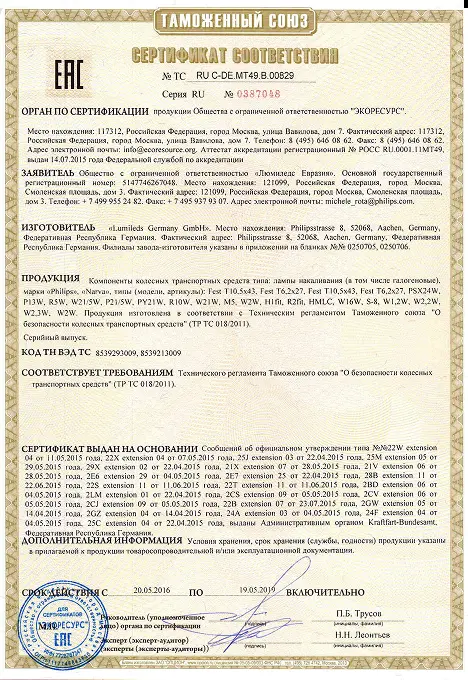 ТАМОЖЕННЫЙ СОЮЗ
СЕРТИФИКАТ СООТВЕТСТВИЯ
№ ТС RU C-DE.МТ49.В.00829
Серия RU № 0387048
ОРГАН ПО СЕРТИФИКАЦИИ продукции Общества с ограниченной ответственностью "ЭКОРЕСУРС".
Место нахождения: 117312, Российская Федерация, город Москва, улица Вавилова, дом 7. Фактический адрес: 117312,
Российская Федерация, город Москва, улица Вавилова, дом 7. Телефон: 8 (495) 646 08 62. Факс: 8 (495) 646 08 62.
Адрес электронной почты: info@ecoresource.org. Аттестат аккредитации регистрационный № РОСС RU.0001.11МТ49,
выдан 14.07.2015 года Федеральной службой по аккредитации
ЗАЯВИТЕЛЬ Общество с ограниченной ответственностью «Люмиледс Евразия». Основной государственный
регистрационный номер: 5147746267048. Место нахождения: 121099, Российская Федерация, город Москва,
Смоленская площадь, дом 3. Фактический адрес: 121099, Российская Федерация, город Москва, Смоленская площадь,
дом 3. Телефон: + 7 499 955 24 82. Факс: + 7 495 937 93 07. Адрес электронной почты: michele_rota@philips.com.
ИЗГОТОВИТЕЛЬ «Lumileds Germany GmbH». Место нахождения: Philipsstrasse 8, 52068, Aachen, Germany,
Федеративная Республика Германия. Фактический адрес: Philipsstrasse 8, 52068, Aachen, Germany, Федеративная
Республика Германия. Филиалы завода-изготовителя указаны в приложении на бланках №№ 0250705, 0250706.
ПРОДУКЦИЯ Компоненты колесных транспортных средств типа: лампы накаливания (в том числе галогеновые),
марки «Philips», «Narva», типы (модели, артикулы): Fest T10,5x43, Fest T6,2x27, Fest T10,5x43, Fest T6,2x27, PSX24W,
P13W, R5W, W21/5W, P21/5W, PY21W, R10W, W21W, M5, W2W, H1fit, R2fit, HMLC, W16W, S-8, W1,2W, W2,2W,
W2,3W, W2W. Продукция изготовлена в соответствии с Техническим регламентом Таможенного союза "О
безопасности колесных транспортных средств" (ТР ТС 018/2011).
Серийный выпуск.
КОД ТН ВЭД ТС 8539293009, 8539213009
СООТВЕТСТВУЕТ ТРЕБОВАНИЯМ Технического регламента Таможенного союза "О безопасности колесных
транспортных средств" (ТР ТС 018/2011).
СЕРТИФИКАТ ВЫДАН НА ОСНОВАНИИ Сообщений об официальном утверждении типа №№22W extension
04 от 11.05.2015 года, 22X extension 04 от 07.05.2015 года, 25J extension 03 от 22.04.2015 года, 25M extension 05 от
29.05.2015 года, 29X extension 02 от 22.04.2015 года, 21X extension 07 от 28.05.2015 года, 21V extension 06 от
28.05.2015 года, 2E6 extension 29 от 04.05.2015 года, 2E7 extension 25 от 22.04.2015 года, 28B extension 11 от
22.06.2015 года, 22S extension 11 от 11.06.2015 года, 22T extension 11 от 11.06.2015 года, 2BD extension 06 от
04.05.2015 года, 2LM extension 01 от 22.04.2015 года, 2CS extension 09 от 05.05.2015 года, 2CV extension 06 от
05.05.2015 года, 2CJ extension 09 от 05.05.2015 года, 22B extension 07 от 23.07.2015 года, 2GW extension 05 от
14.04.2015 года, 2GZ extension 04 от 14.04.2015 года, 24A extension 03 от 04.05.2015 года, 24F extension 04 от
04.05.2015 года, 25C extension 04 от 22.04.2015 года, выданы Административным органом Kraftfart-Bundesamt,
Федеративная Республика Германия.
ДОПОЛНИТЕЛЬНАЯ ИНФОРМАЦИЯ Условия хранения, срок хранения (службы, годности) продукции указаны
в прилагаемой к продукции товаросопроводительной и/или эксплуатационной документации.
СРОК ДЕЙСТВИЯ С 20.05.2016 ПО 19.05.2019 ВКЛЮЧИТЕЛЬНО
Руководитель (уполномоченное
лицо) органа по сертификации
(подпись)
П.Б. Трусов
(инициалы, фамилия)
Эксперт (эксперт-аудитор)
(эксперты (эксперты-аудиторы))
(подпись)
Н.Н. Леонтьев
(инициалы, фамилия)
М.П.
ДЛЯ
СЕРТИФИКАТОВ
"ЭКОРЕСУРС"